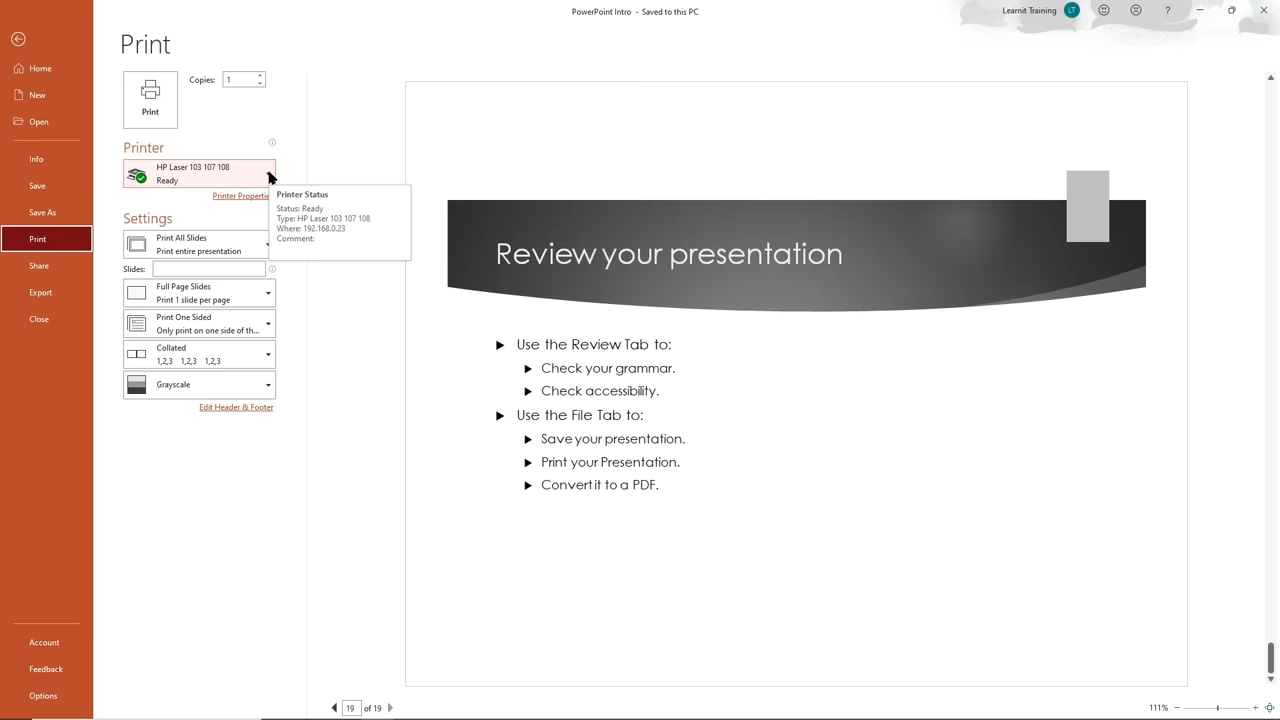 PowerPoint Intro - Saved to this PC
Learnit Training
LT
?
Print
Home
New
Open
Info
Save
Save As
Print
Share
Export
Close
Account
Feedback
Options
Print
Copies: 1
Printer
HP Laser 103 107 108
Ready
Printer Propertie
Printer Status
Status: Ready
Type: HP Laser 103 107 108
Where: 192.168.0.23
Comment:
Settings
Print All Slides
Print entire presentation
Slides:
Full Page Slides
Print 1 slide per page
Print One Sided
Only print on one side of th...
Collated
1,2,3 1,2,3 1,2,3
Grayscale
Edit Header & Footer
Review your presentation
Use the Review Tab to:
Check your grammar.
Check accessibility.
Use the File Tab to:
Save your presentation.
Print your Presentation.
Convert it to a PDF.
19 of 19
111%